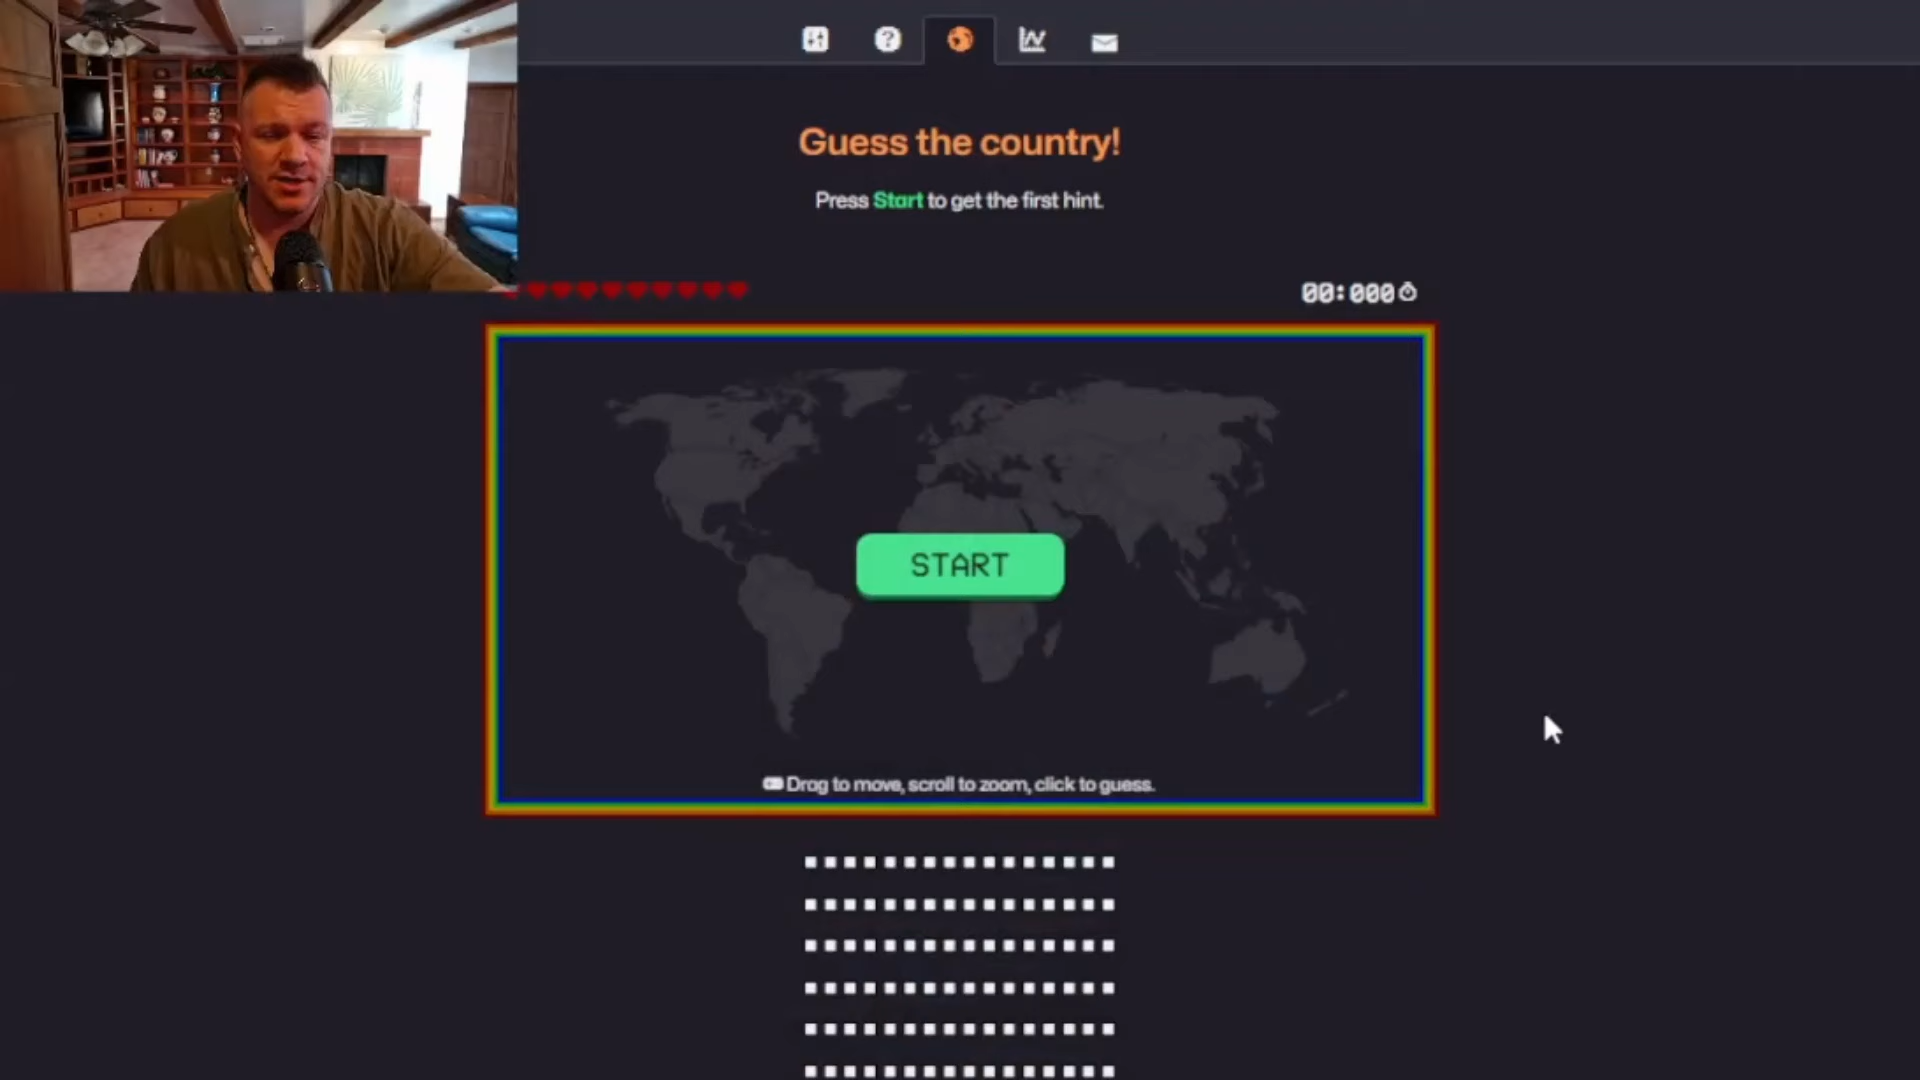 Guess the country!
Press Start to get the first hint.
00:000
START
Drag to move, scroll to zoom, click to guess.